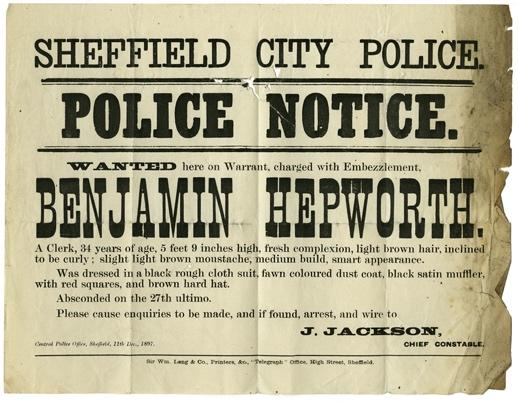 SHEFFIELD CITY POLICE.
POLICE NOTICE.
WANTED here on Warrant, charged with Embezzlement,
BENJAMIN HEPWORTH.
A Clerk, 34 years of age, 5 feet 9 inches high, fresh complexion, light brown hair, inclined
to be curly; slight light brown moustache, medium build, smart appearance.
Was dressed in a black rough cloth suit, fawn coloured dust coat, black satin muffler,
with red squares, and brown hard hat.
Absconded on the 27th ultimo.
Please cause enquiries to be made, and if found, arrest, and wire to
J. JACKSON,
Central Police Office, Sheffield, 11th Dec., 1897. CHIEF CONSTABLE.
Sir Wm. Leng & Co., Printers, &c., "Telegraph" Office, High Street, Sheffield.